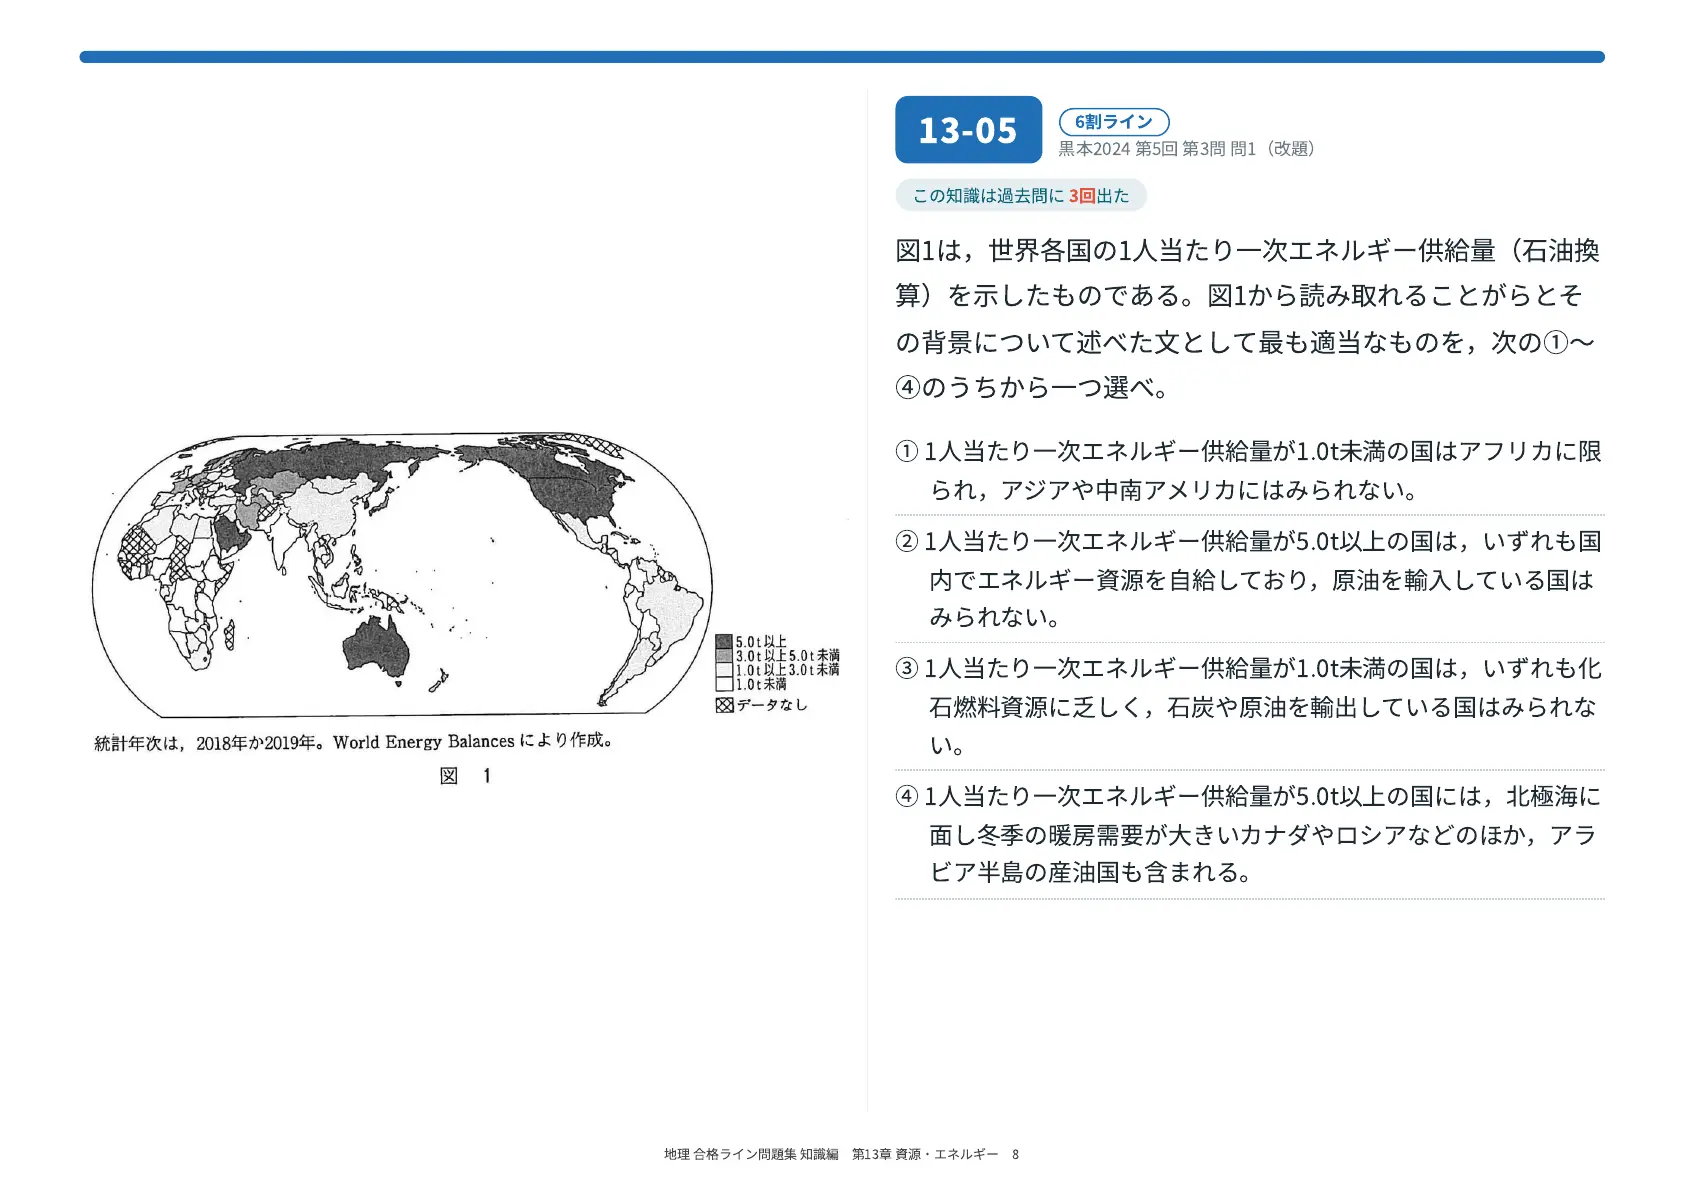 13-05
6割ライン
黒本2024 第5回 第3問 問1（改題）
この知識は過去問に 3回出た
図1は，世界各国の1人当たり一次エネルギー供給量（石油換
算）を示したものである。図1から読み取れることがらとそ
の背景について述べた文として最も適当なものを，次の①～
④のうちから一つ選べ。
① 1人当たり一次エネルギー供給量が1.0t未満の国はアフリカに限
られ，アジアや中南アメリカにはみられない。
② 1人当たり一次エネルギー供給量が5.0t以上の国は，いずれも国
内でエネルギー資源を自給しており，原油を輸入している国は
みられない。
③ 1人当たり一次エネルギー供給量が1.0t未満の国は，いずれも化
石燃料資源に乏しく，石炭や原油を輸出している国はみられな
い。
④ 1人当たり一次エネルギー供給量が5.0t以上の国には，北極海に
面し冬季の暖房需要が大きいカナダやロシアなどのほか，アラ
ビア半島の産油国も含まれる。
5.0t以上
3.0t以上5.0t未満
1.0t以上3.0t未満
1.0t未満
データなし
統計年次は，2018年か2019年。World Energy Balances により作成。
図 1
地理 合格ライン問題集 知識編 第13章 資源・エネルギー 8